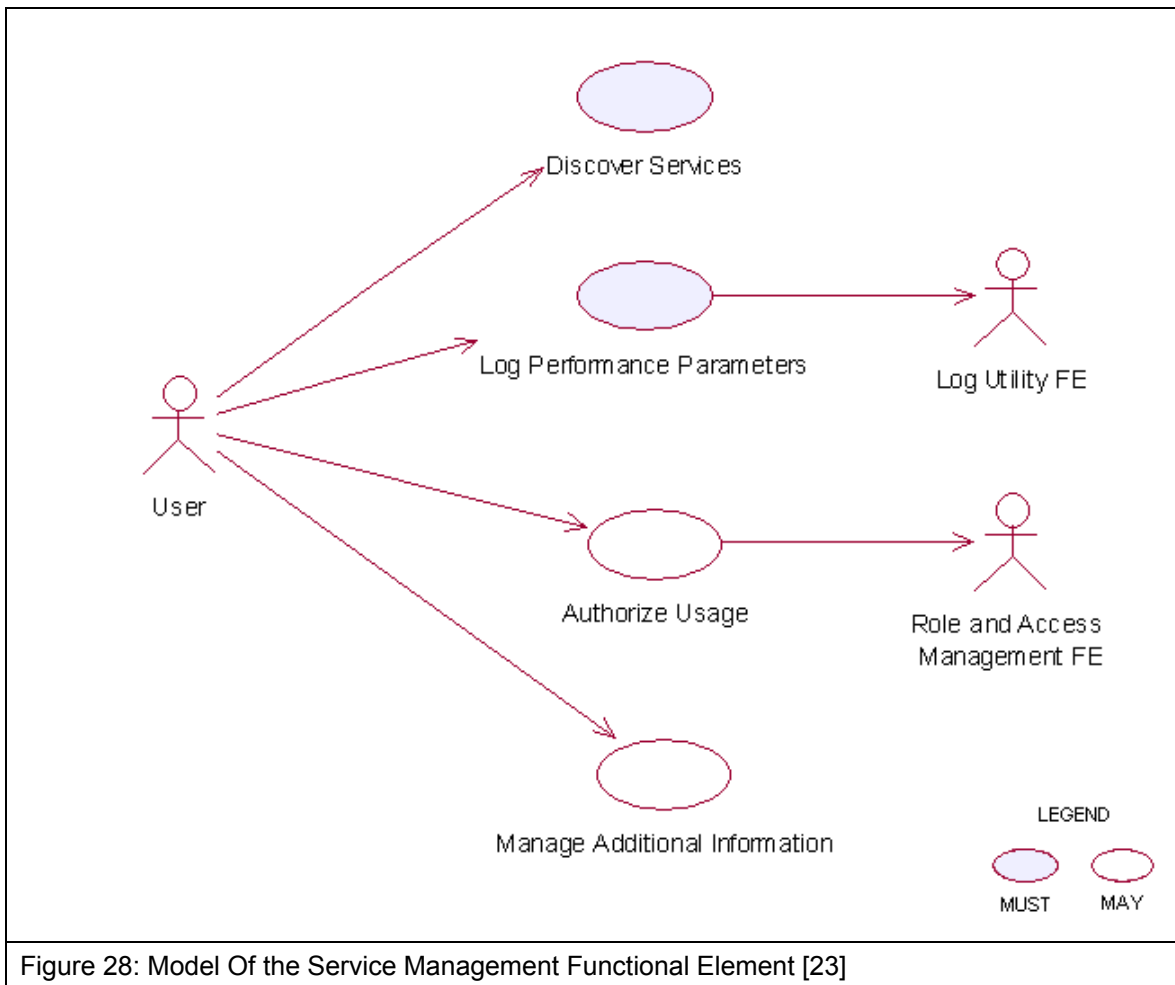 Discover Services
Log Performance Parameters
Log Utility FE
User
Authorize Usage
Role and Access
Management FE
Manage Additional Information
LEGEND
MUST
MAY
Figure 28: Model Of the Service Management Functional Element [23]